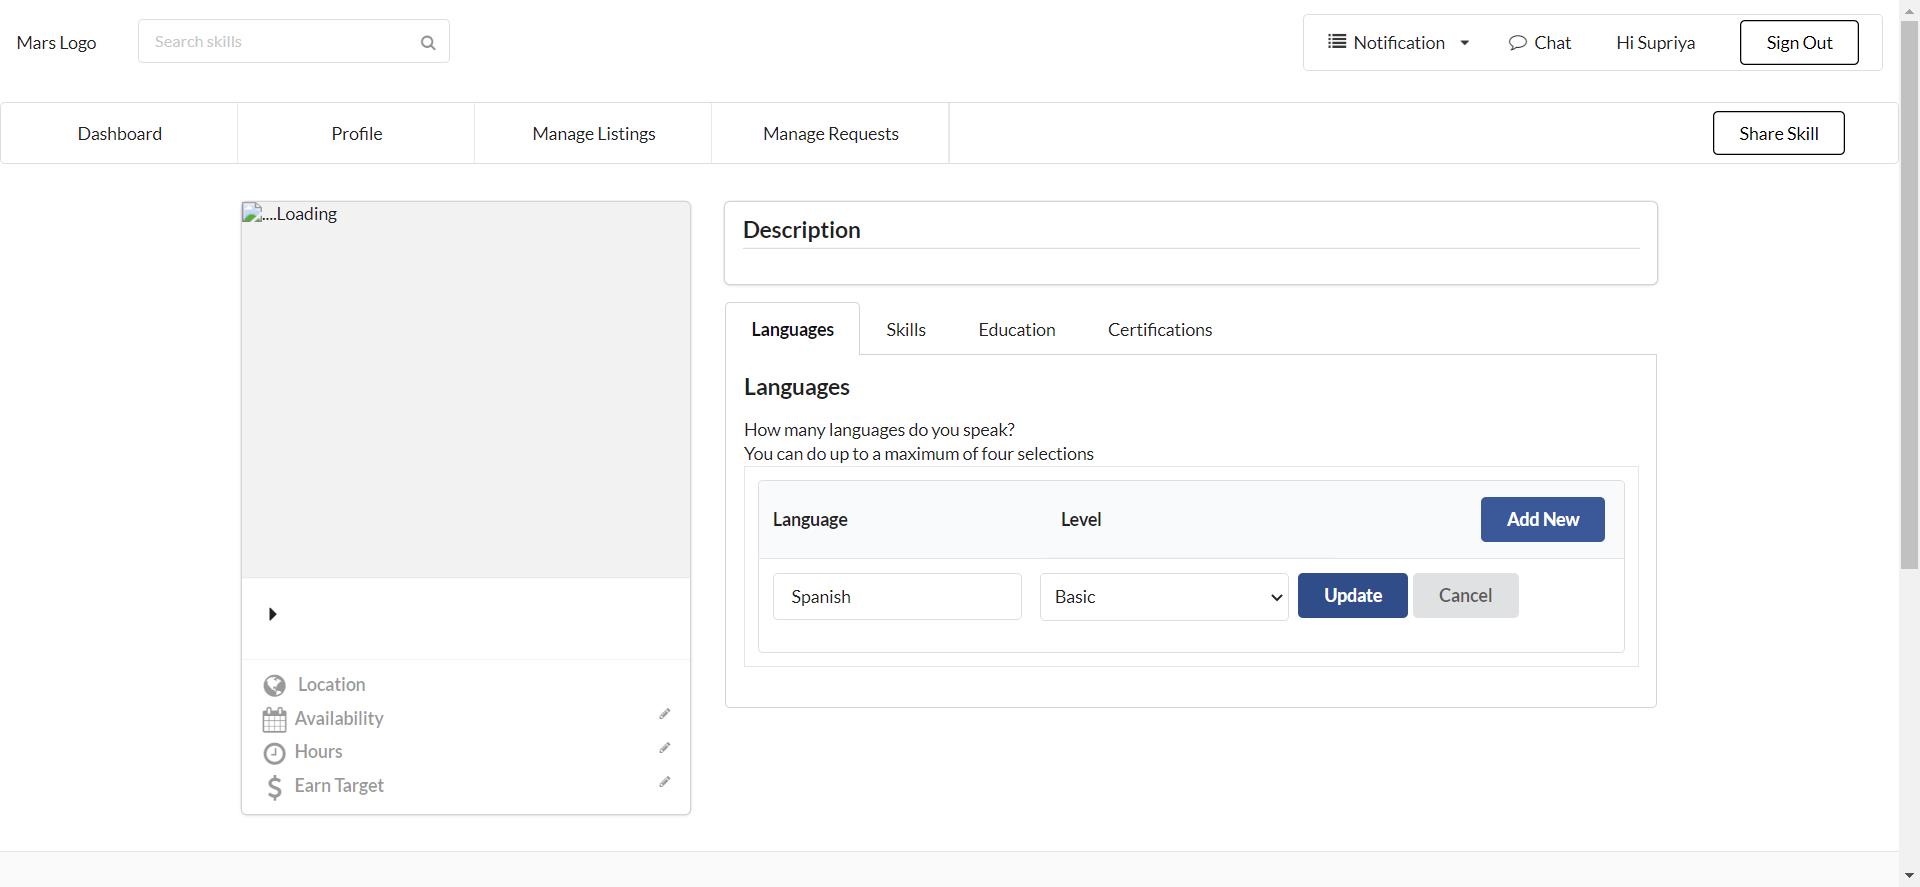 Mars Logo
Search skills
Notification
Chat
Hi Supriya
Sign Out
Dashboard
Profile
Manage Listings
Manage Requests
Share Skill
....Loading
Location
Availability
Hours
Earn Target
Description
Languages
Skills
Education
Certifications
Languages
How many languages do you speak?
You can do up to a maximum of four selections
Language
Level
Add New
Spanish
Basic
Update
Cancel